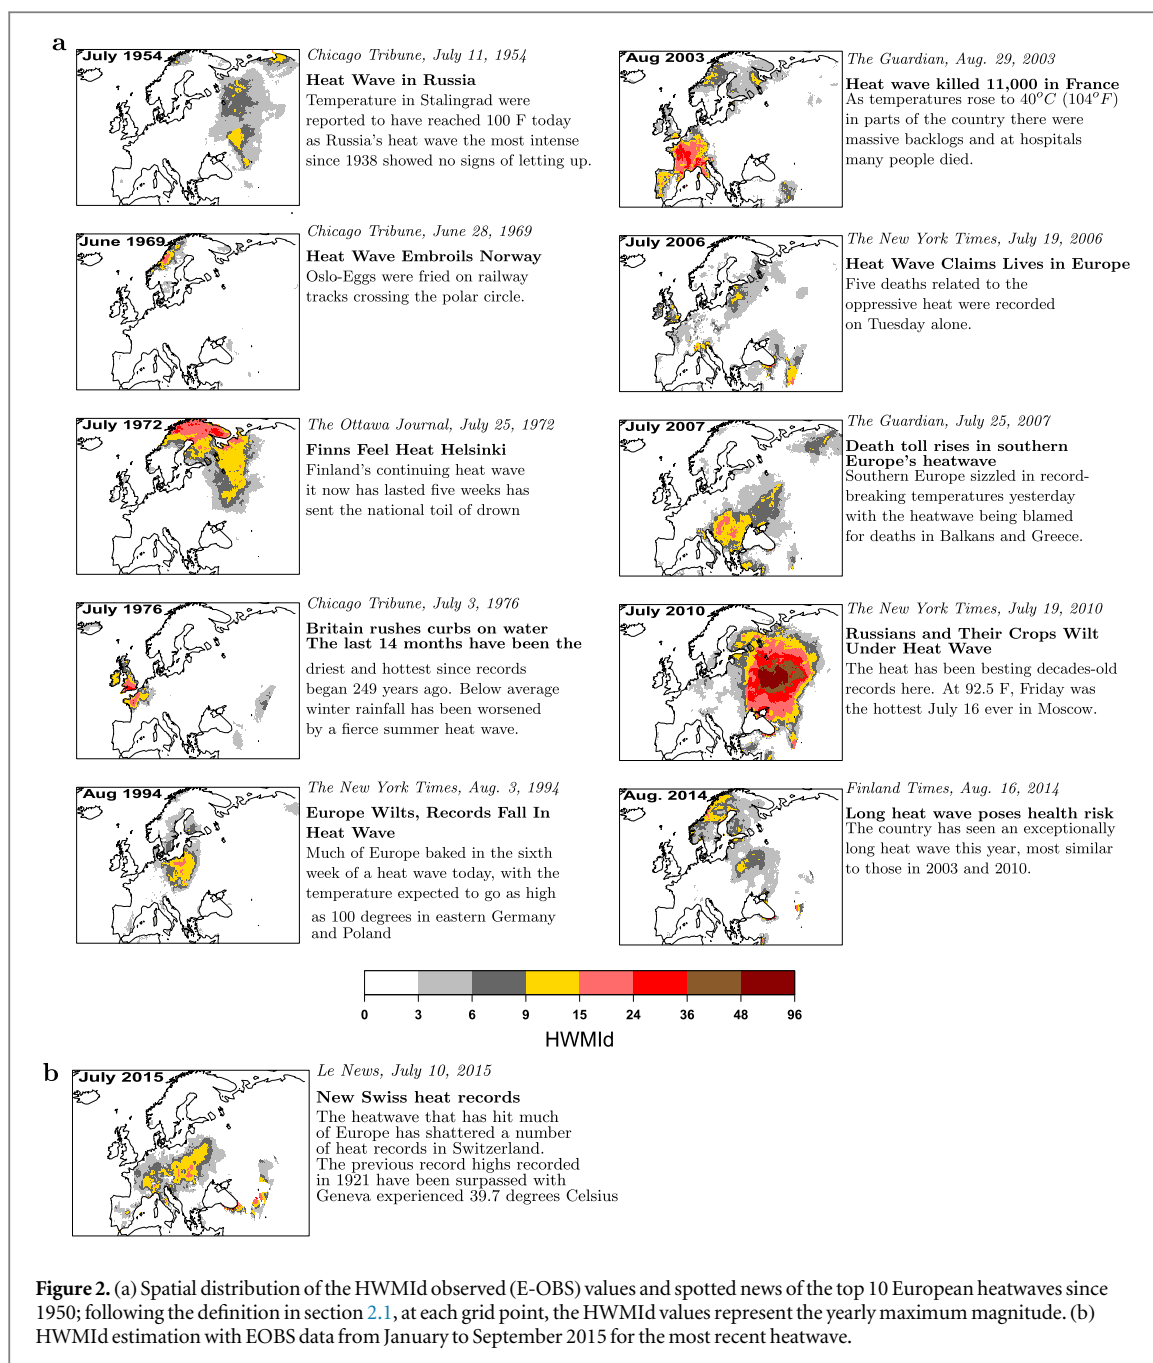 a
July 1954
Chicago Tribune, July 11, 1954
Heat Wave in Russia
Temperature in Stalingrad were
reported to have reached 100 F today
as Russia's heat wave the most intense
since 1938 showed no signs of letting up.
June 1969
Chicago Tribune, June 28, 1969
Heat Wave Embroils Norway
Oslo-Eggs were fried on railway
tracks crossing the polar circle.
July 1972
The Ottawa Journal, July 25, 1972
Finns Feel Heat Helsinki
Finland's continuing heat wave
it now has lasted five weeks has
sent the national toil of drown
July 1976
Chicago Tribune, July 3, 1976
Britain rushes curbs on water
The last 14 months have been the
driest and hottest since records
began 249 years ago. Below average
winter rainfall has been worsened
by a fierce summer heat wave.
Aug 1994
The New York Times, Aug. 3, 1994
Europe Wilts, Records Fall In
Heat Wave
Much of Europe baked in the sixth
week of a heat wave today, with the
temperature expected to go as high
as 100 degrees in eastern Germany
and Poland
Aug 2003
The Guardian, Aug. 29, 2003
Heat wave killed 11,000 in France
As temperatures rose to 40°C (104°F)
in parts of the country there were
massive backlogs and at hospitals
many people died.
July 2006
The New York Times, July 19, 2006
Heat Wave Claims Lives in Europe
Five deaths related to the
oppressive heat were recorded
on Tuesday alone.
July 2007
The Guardian, July 25, 2007
Death toll rises in southern
Europe's heatwave
Southern Europe sizzled in record-
breaking temperatures yesterday
with the heatwave being blamed
for deaths in Balkans and Greece.
July 2010
The New York Times, July 19, 2010
Russians and Their Crops Wilt
Under Heat Wave
The heat has been besting decades-old
records here. At 92.5 F, Friday was
the hottest July 16 ever in Moscow.
Aug. 2014
Finland Times, Aug. 16, 2014
Long heat wave poses health risk
The country has seen an exceptionally
long heat wave this year, most similar
to those in 2003 and 2010.
0 3 6 9 15 24 36 48 96
HWMId
b
July 2015
Le News, July 10, 2015
New Swiss heat records
The heatwave that has hit much
of Europe has shattered a number
of heat records in Switzerland.
The previous record highs recorded
in 1921 have been surpassed with
Geneva experienced 39.7 degrees Celsius
Figure 2. (a) Spatial distribution of the HWMId observed (E-OBS) values and spotted news of the top 10 European heatwaves since
1950; following the definition in section 2.1, at each grid point, the HWMId values represent the yearly maximum magnitude. (b)
HWMId estimation with EOBS data from January to September 2015 for the most recent heatwave.